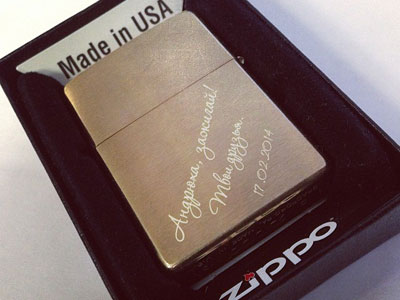 Made in USA
Андрюха, зажигай!
Твои друзья.
17.02.2014
zippo